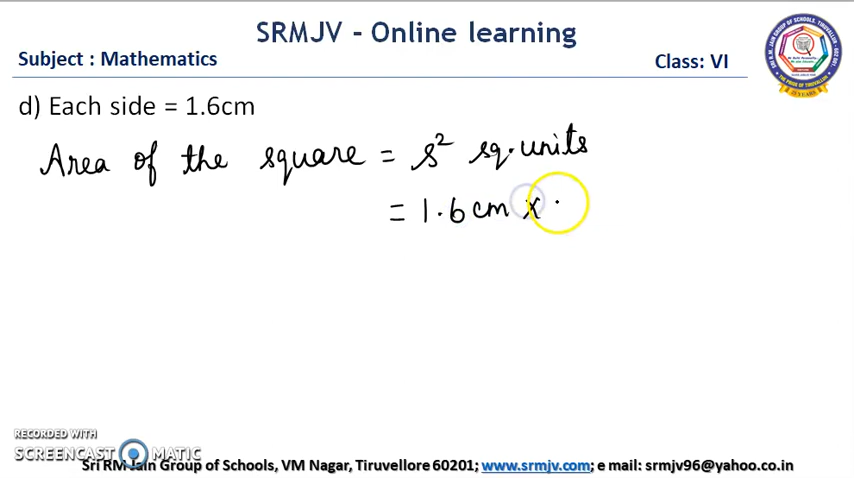 SRMJV - Online learning
Subject : Mathematics
Class: VI
d) Each side = 1.6cm
Area of the square = s² sq.units
= 1.6 cm x
RECORDED WITH
SCREENCAST MATIC
Sri RM Jain Group of Schools, VM Nagar, Tiruvellore 60201; www.srmjv.com; e mail: srmjv96@yahoo.co.in